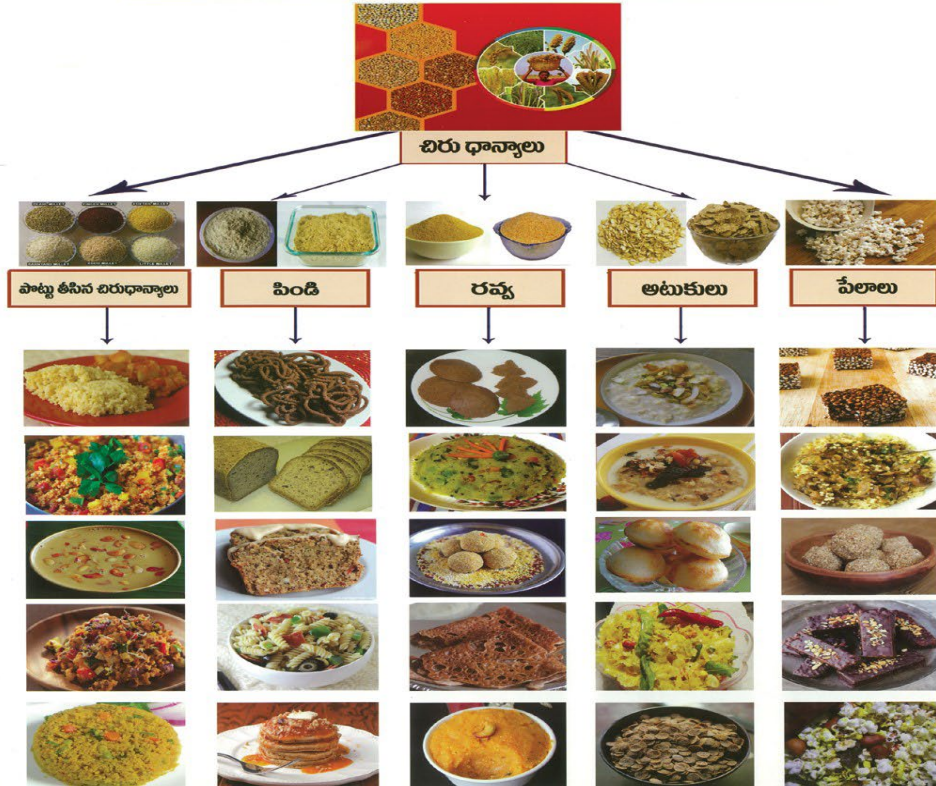 చిరు ధాన్యాలు
పొట్టు తీసిన చిరుధాన్యాలు
పిండి
రవ్వ
అటుకులు
పేలాలు